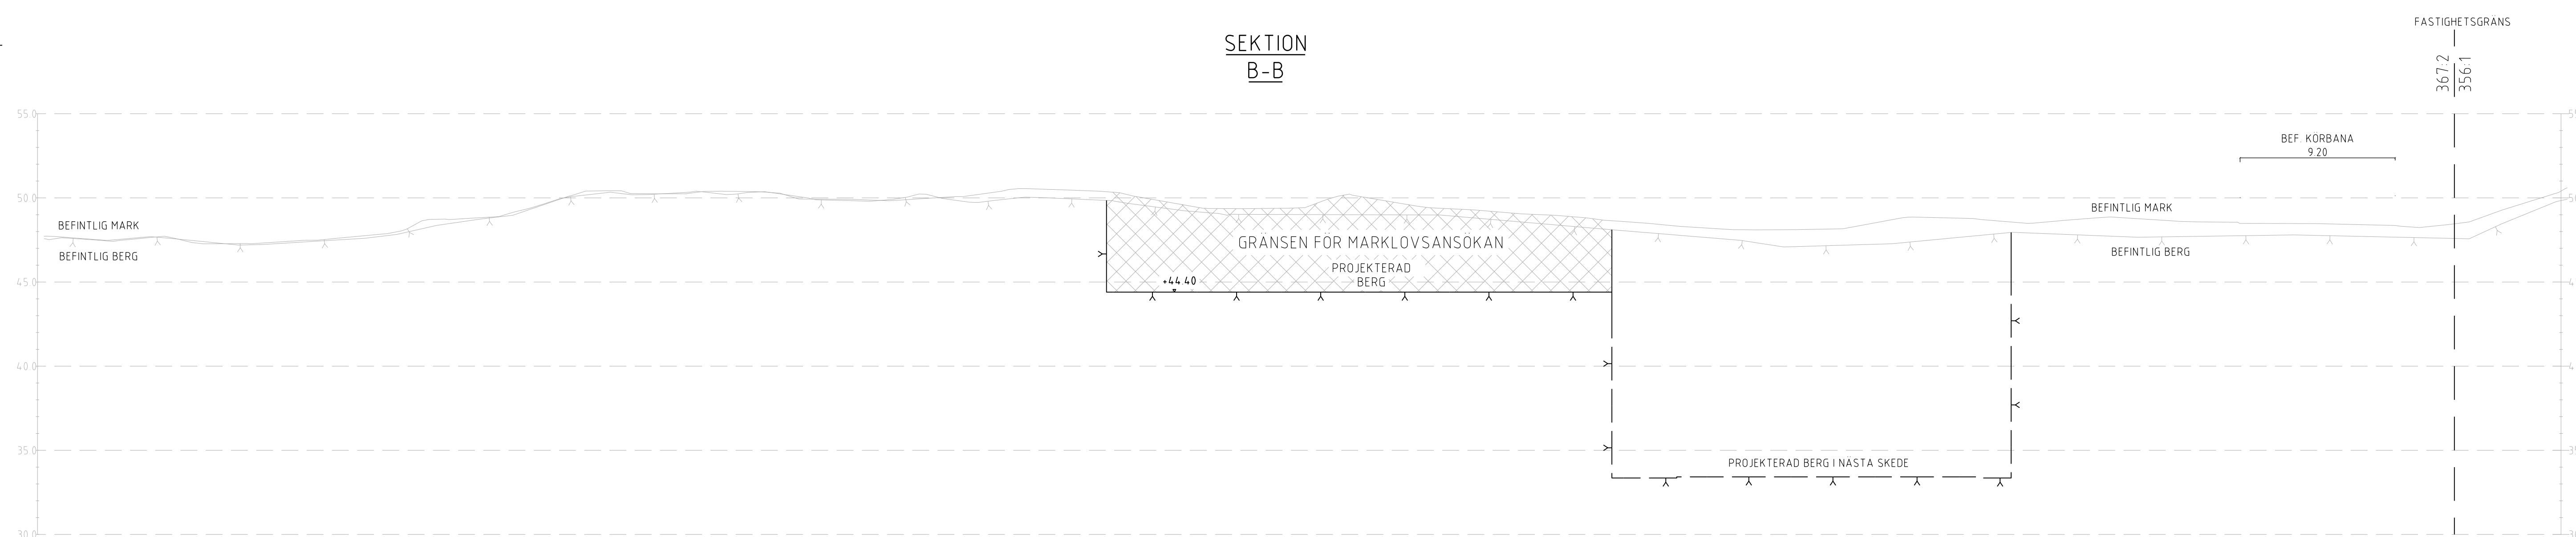 FASTIGHETSGRÄNS
SEKTION
B-B
367:2
356:1
55.0
BEF. KÖRBANA
9.20
50.0
BEFINTLIG MARK
BEFINTLIG MARK
BEFINTLIG BERG
GRÄNSEN FÖR MARKLOVSANSÖKAN
BEFINTLIG BERG
PROJEKTERAD
BERG
+44.40
45.0
40.0
35.0
PROJEKTERAD BERG I NÄSTA SKEDE
30.0